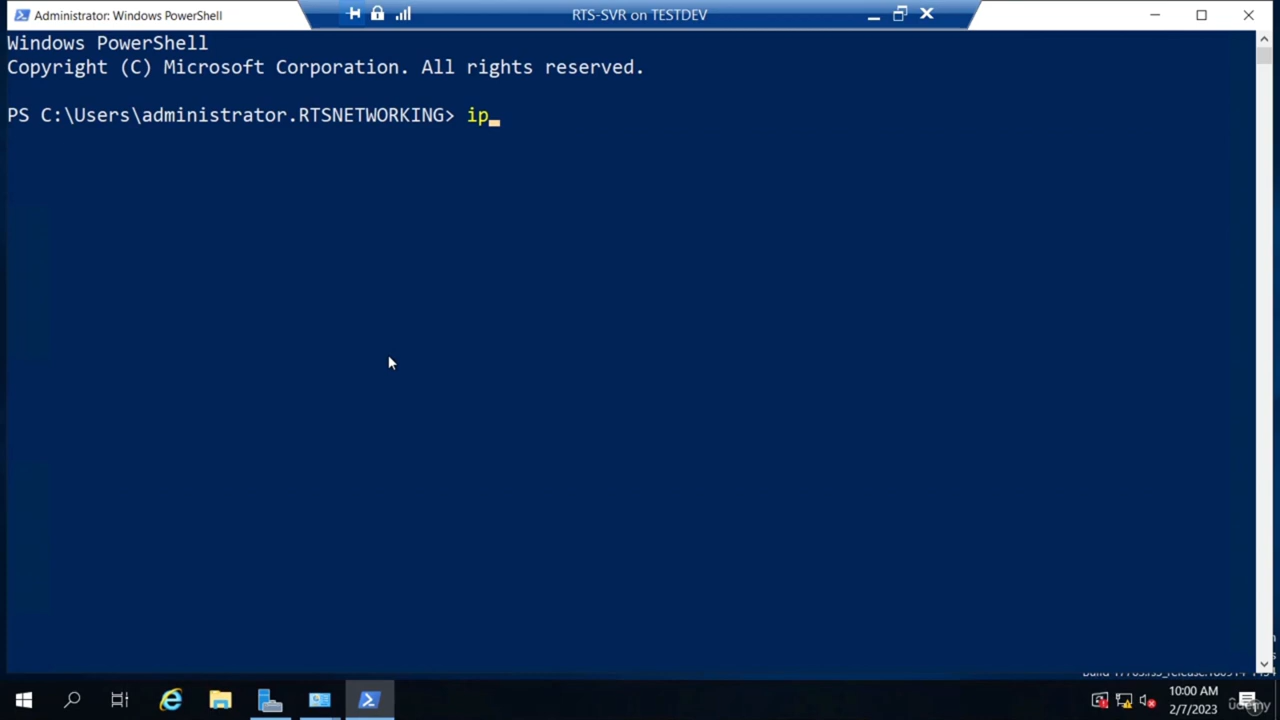 Administrator: Windows PowerShell
RTS-SVR on TESTDEV
Windows PowerShell
Copyright (C) Microsoft Corporation. All rights reserved.
PS C:\Users\administrator.RTSNETWORKING> ip
10:00 AM
2/7/2023
udemy